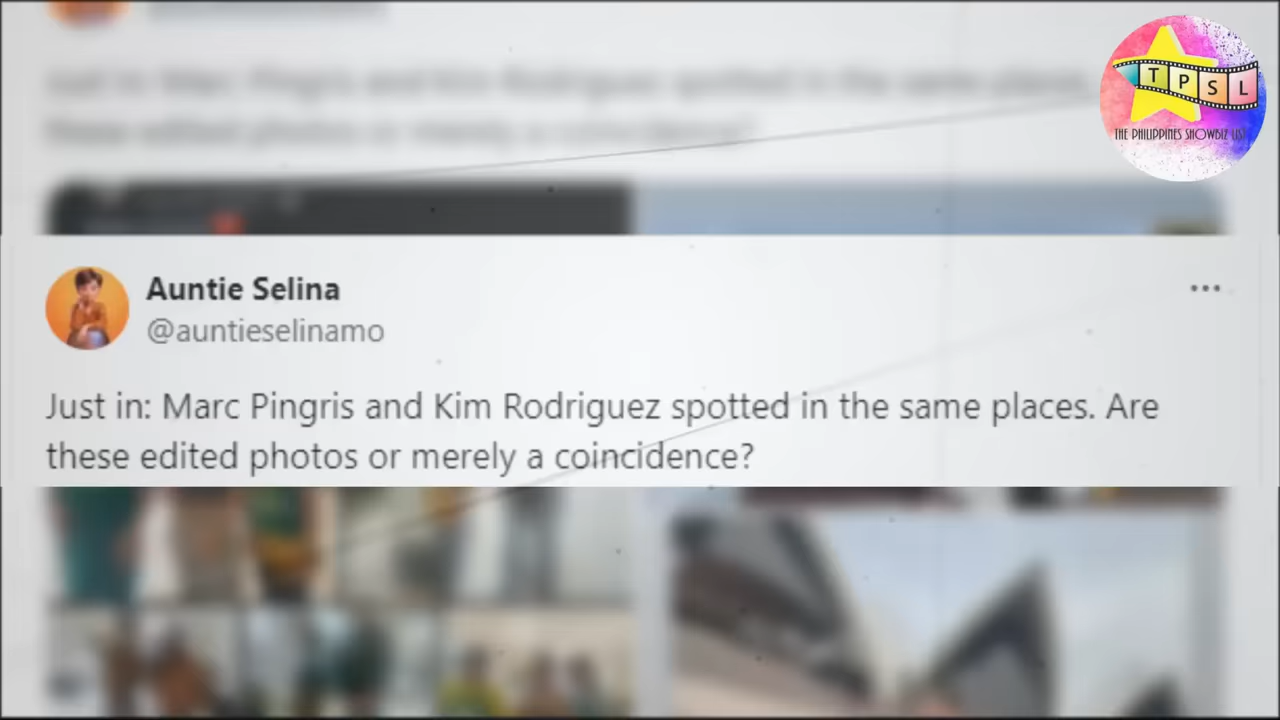 TPSL
THE PHILIPPINES SHOWBIZ LIST
Auntie Selina
@auntieselinamo
Just in: Marc Pingris and Kim Rodriguez spotted in the same places. Are
these edited photos or merely a coincidence?